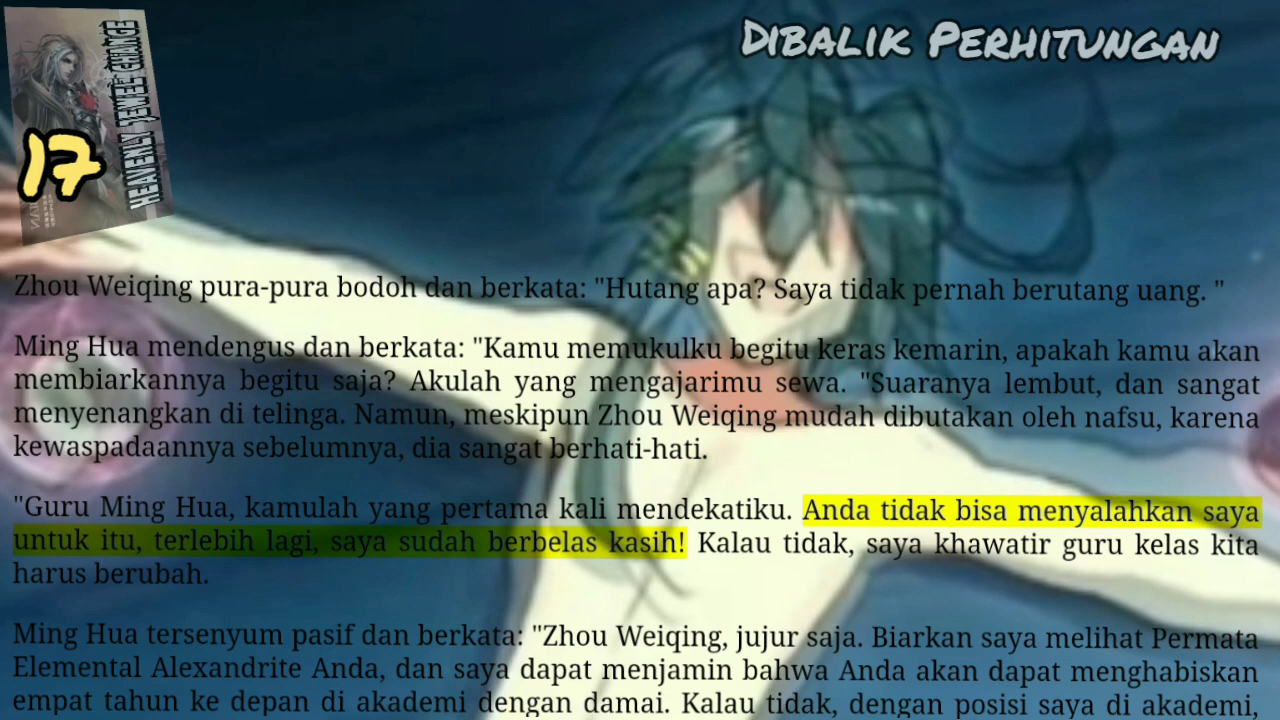 Dibalik Perhitungan
HEAVENLY JEWEL CHANGE
17
Zhou Weiqing pura-pura bodoh dan berkata: "Hutang apa? Saya tidak pernah berutang uang. "
Ming Hua mendengus dan berkata: "Kamu memukulku begitu keras kemarin, apakah kamu akan
membiarkannya begitu saja? Akulah yang mengajarimu sewa. "Suaranya lembut, dan sangat
menyenangkan di telinga. Namun, meskipun Zhou Weiqing mudah dibutakan oleh nafsu, karena
kewaspadaannya sebelumnya, dia sangat berhati-hati.
"Guru Ming Hua, kamulah yang pertama kali mendekatiku. Anda tidak bisa menyalahkan saya
untuk itu, terlebih lagi, saya sudah berbelas kasih! Kalau tidak, saya khawatir guru kelas kita
harus berubah.
Ming Hua tersenyum pasif dan berkata: "Zhou Weiqing, jujur saja. Biarkan saya melihat Permata
Elemental Alexandrite Anda, dan saya dapat menjamin bahwa Anda akan dapat menghabiskan
empat tahun ke depan di akademi dengan damai. Kalau tidak, dengan posisi saya di akademi,